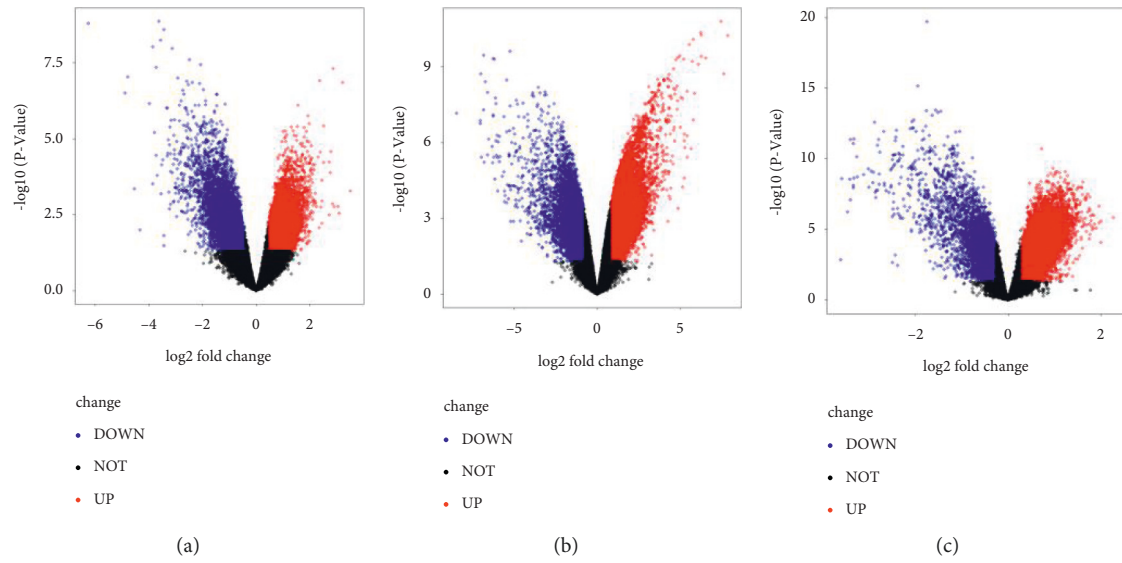 7.5
5.0
2.5
0.0
-log10 (P-Value)
–6
–4
–2
0
2
log2 fold change
change
DOWN
NOT
UP
(a)
9
6
3
0
-log10 (P-Value)
–5
0
5
log2 fold change
change
DOWN
NOT
UP
(b)
20
15
10
5
0
-log10 (P-Value)
–2
0
2
log2 fold change
change
DOWN
NOT
UP
(c)